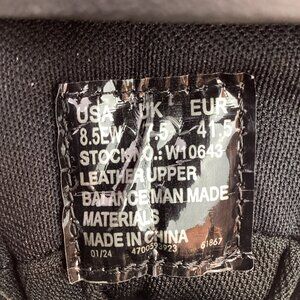 USA UK EUR
8.5EW 7.5 41.5
STOCK NO.: W10643
LEATHER UPPER
BALANCE MAN MADE
MATERIALS
MADE IN CHINA
01/24 61867